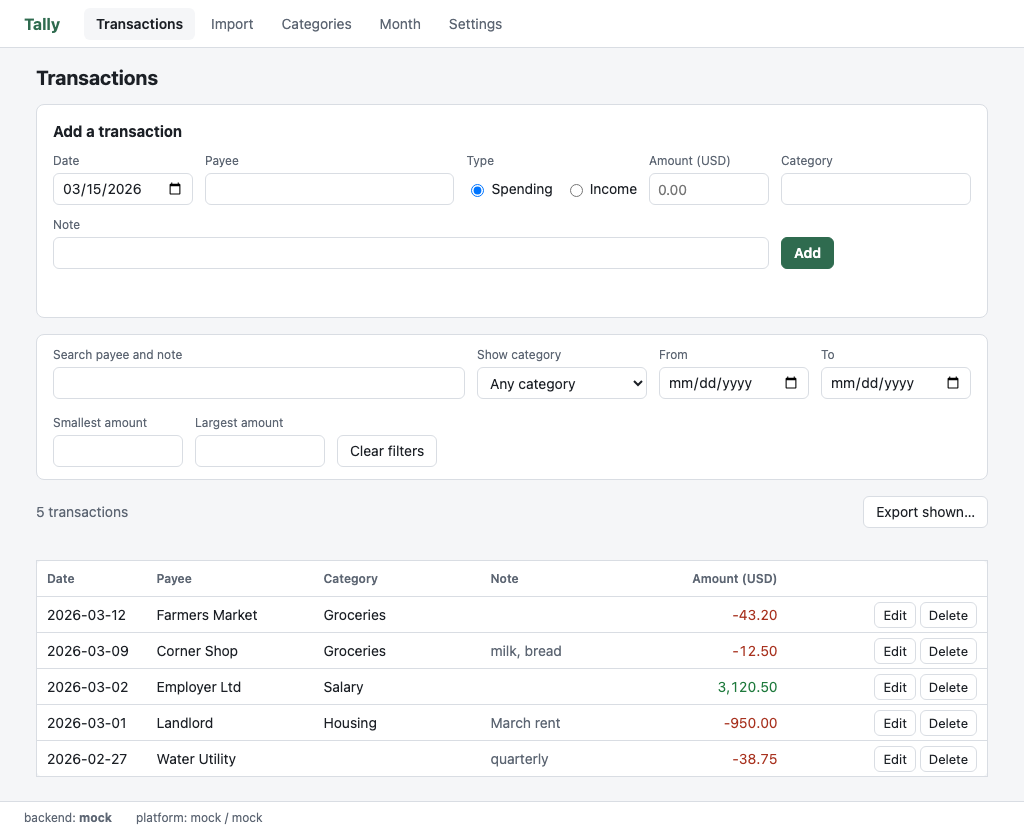 Tally Transactions Import Categories Month Settings
Transactions
Add a transaction
Date Payee Type Amount (USD) Category
03/15/2026 Spending Income 0.00
Note
Add
Search payee and note Show category From To
Any category mm/dd/yyyy mm/dd/yyyy
Smallest amount Largest amount
Clear filters
5 transactions Export shown...
Date Payee Category Note Amount (USD)
2026-03-12 Farmers Market Groceries -43.20 Edit Delete
2026-03-09 Corner Shop Groceries milk, bread -12.50 Edit Delete
2026-03-02 Employer Ltd Salary 3,120.50 Edit Delete
2026-03-01 Landlord Housing March rent -950.00 Edit Delete
2026-02-27 Water Utility quarterly -38.75 Edit Delete
backend: mock platform: mock / mock